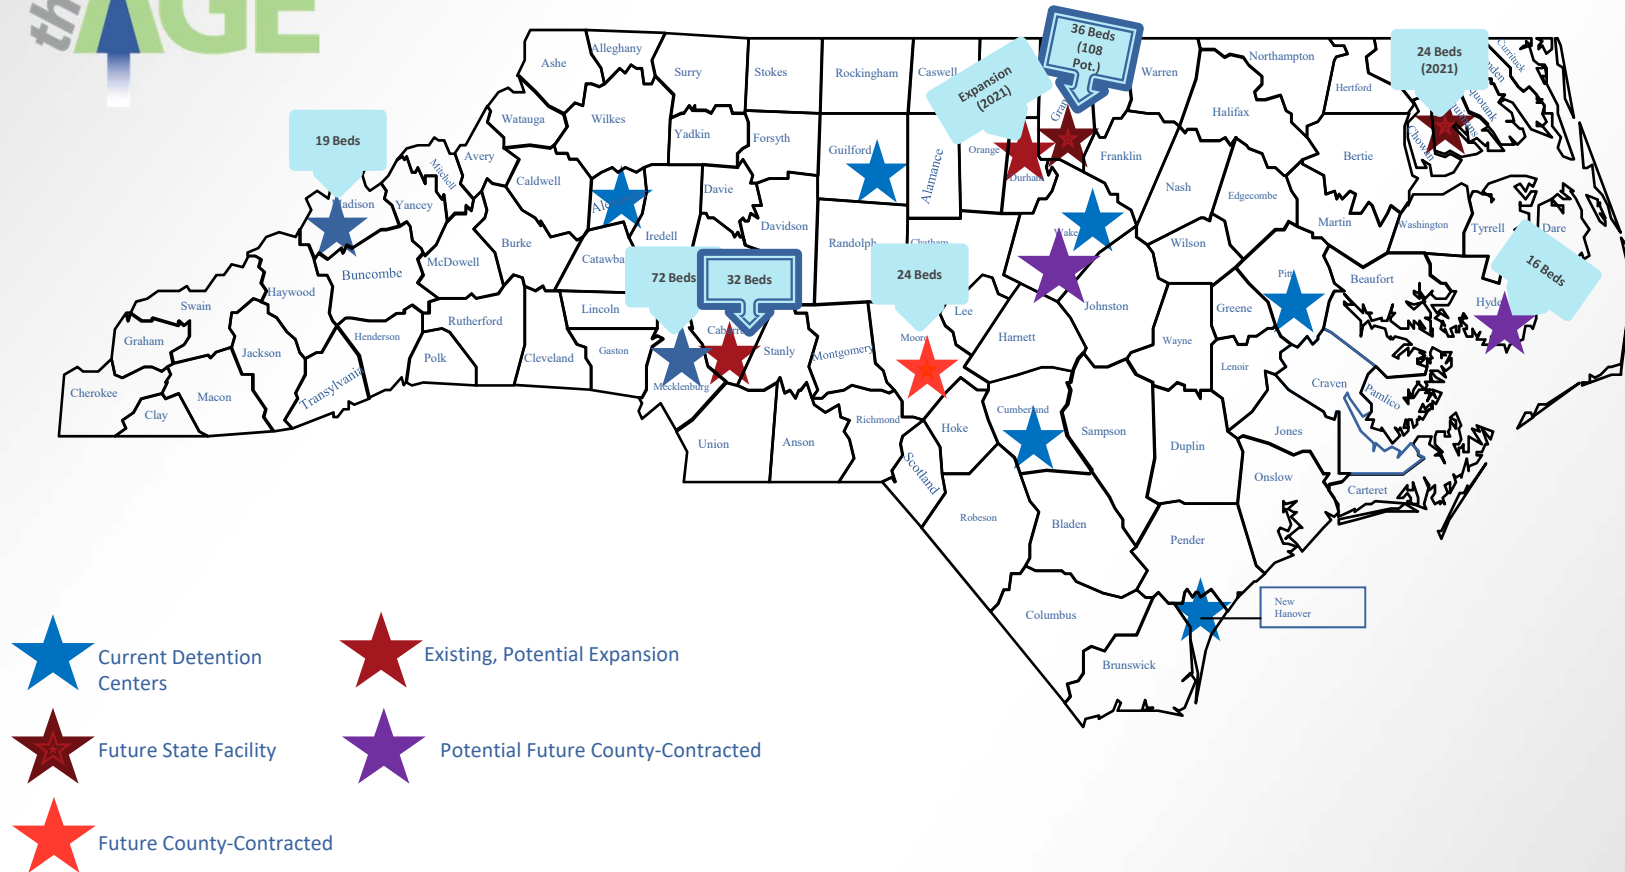 the
AGE
Ashe
Alleghany
Surry
Stokes
Rockingham
Caswell
Expansion
(2021)
36 Beds
(108
Pot.)
Warren
Northampton
Hertford
24 Beds
(2021)
Currituck
Watauga
Wilkes
Yadkin
Forsyth
Guilford
Alamance
Orange
Durham
Franklin
Halifax
Bertie
Chowan
19 Beds
Avery
Mitchell
Caldwell
Davie
Nash
Edgecombe
Madison
Yancey
Iredell
Davidson
Randolph
Chatham
Wake
Wilson
Martin
Washington
Tyrrell
Dare
Burke
McDowell
Catawba
Buncombe
Haywood
72 Beds
32 Beds
24 Beds
Lee
Johnston
Pitt
Beaufort
Hyde
16 Beds
Swain
Graham
Jackson
Henderson
Rutherford
Polk
Lincoln
Cleveland
Gaston
Mecklenburg
Stanly
Montgomery
Moore
Harnett
Wayne
Greene
Lenoir
Cherokee
Clay
Macon
Transylvania
Union
Anson
Richmond
Scotland
Hoke
Cumberland
Sampson
Duplin
Jones
Craven
Pamlico
Onslow
Carteret
Robeson
Bladen
Pender
Columbus
Brunswick
New
Hanover
Current Detention
Centers
Existing, Potential Expansion
Future State Facility
Potential Future County-Contracted
Future County-Contracted